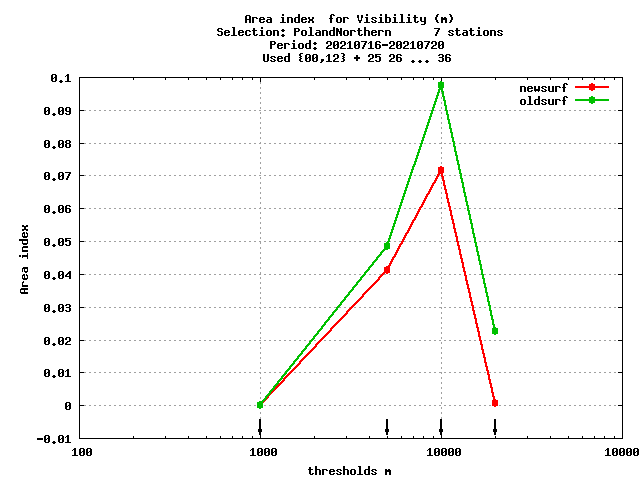 Area index  for Visibility (m)
Selection: PolandNorthern      7 stations
Period: 20210716-20210720
Used {00,12} + 25 26 ... 36
newsurf
oldsurf
0.1
0.09
0.08
0.07
0.06
0.05
0.04
0.03
0.02
0.01
0
-0.01
Area index
100
1000
10000
10000
thresholds m